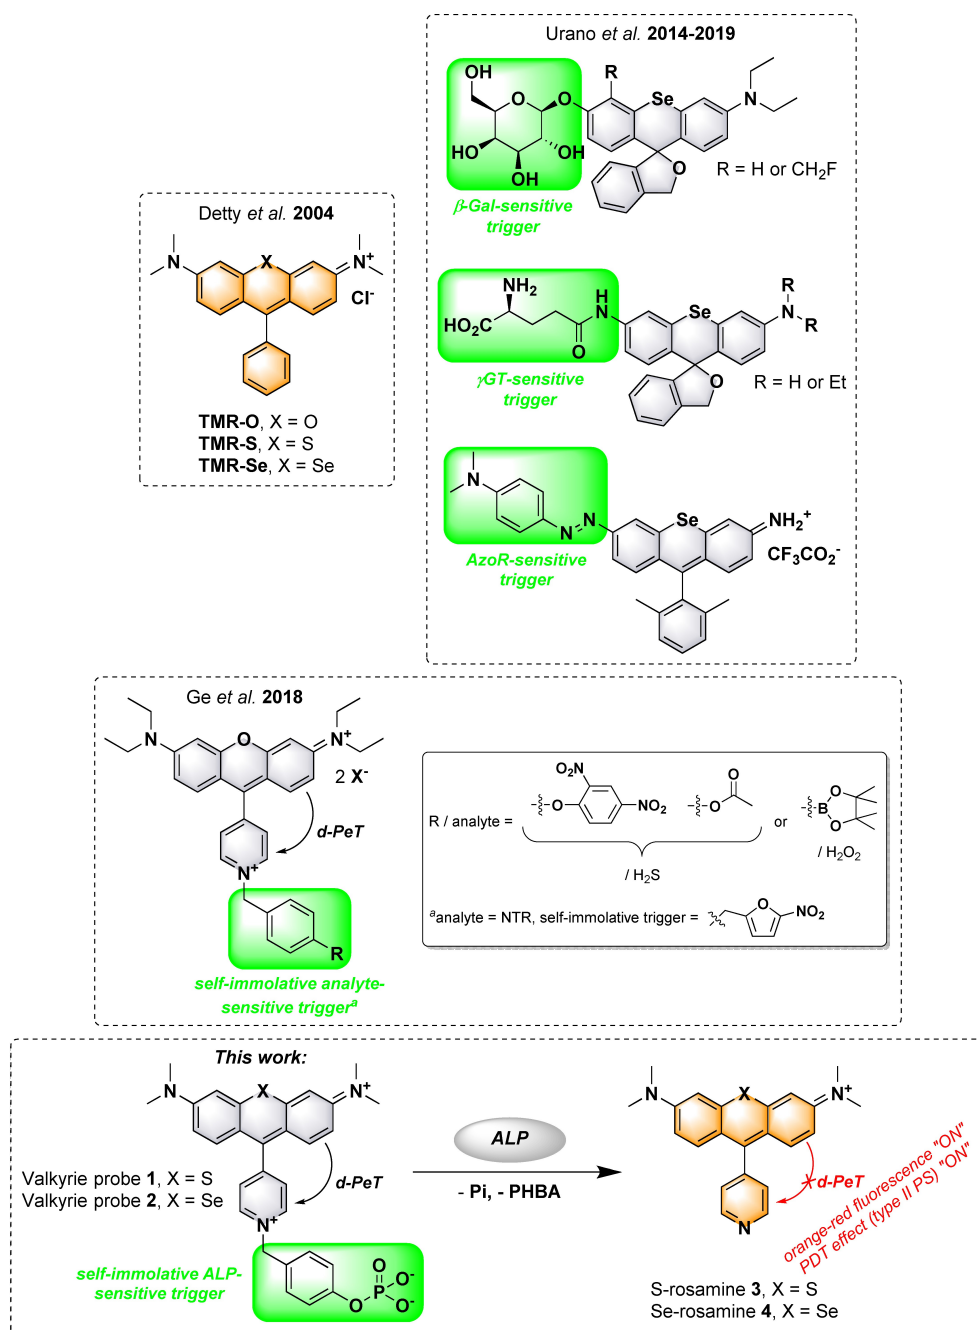 Urano et al. 2014-2019
OH
HO
O
O
R
Se
N
HO
OH
OH
O
R = H or CH2F
β-Gal-sensitive
trigger
Detty et al. 2004
N
X
N+
Cl-
TMR-O, X = O
TMR-S, X = S
TMR-Se, X = Se
NH2
HO2C
O
H
N
Se
R
N
R
O
R = H or Et
γGT-sensitive
trigger
N
N
N
Se
NH2+
CF3CO2-
AzoR-sensitive
trigger
Ge et al. 2018
N
O
N+
2 X-
d-PeT
N+
R
self-immolative analyte-
sensitive triggera
R / analyte =
O2N
O
NO2
O
O
or
B
O
O
/ H2S
/ H2O2
aanalyte = NTR, self-immolative trigger =
O
NO2
This work:
N
X
N+
Valkyrie probe 1, X = S
Valkyrie probe 2, X = Se
d-PeT
N+
self-immolative ALP-
sensitive trigger
O
O
P
O-
O-
ALP
- Pi, - PHBA
N
X
N+
d-PeT
N
orange-red fluorescence "ON"
PDT effect (type II PS) "ON"
S-rosamine 3, X = S
Se-rosamine 4, X = Se